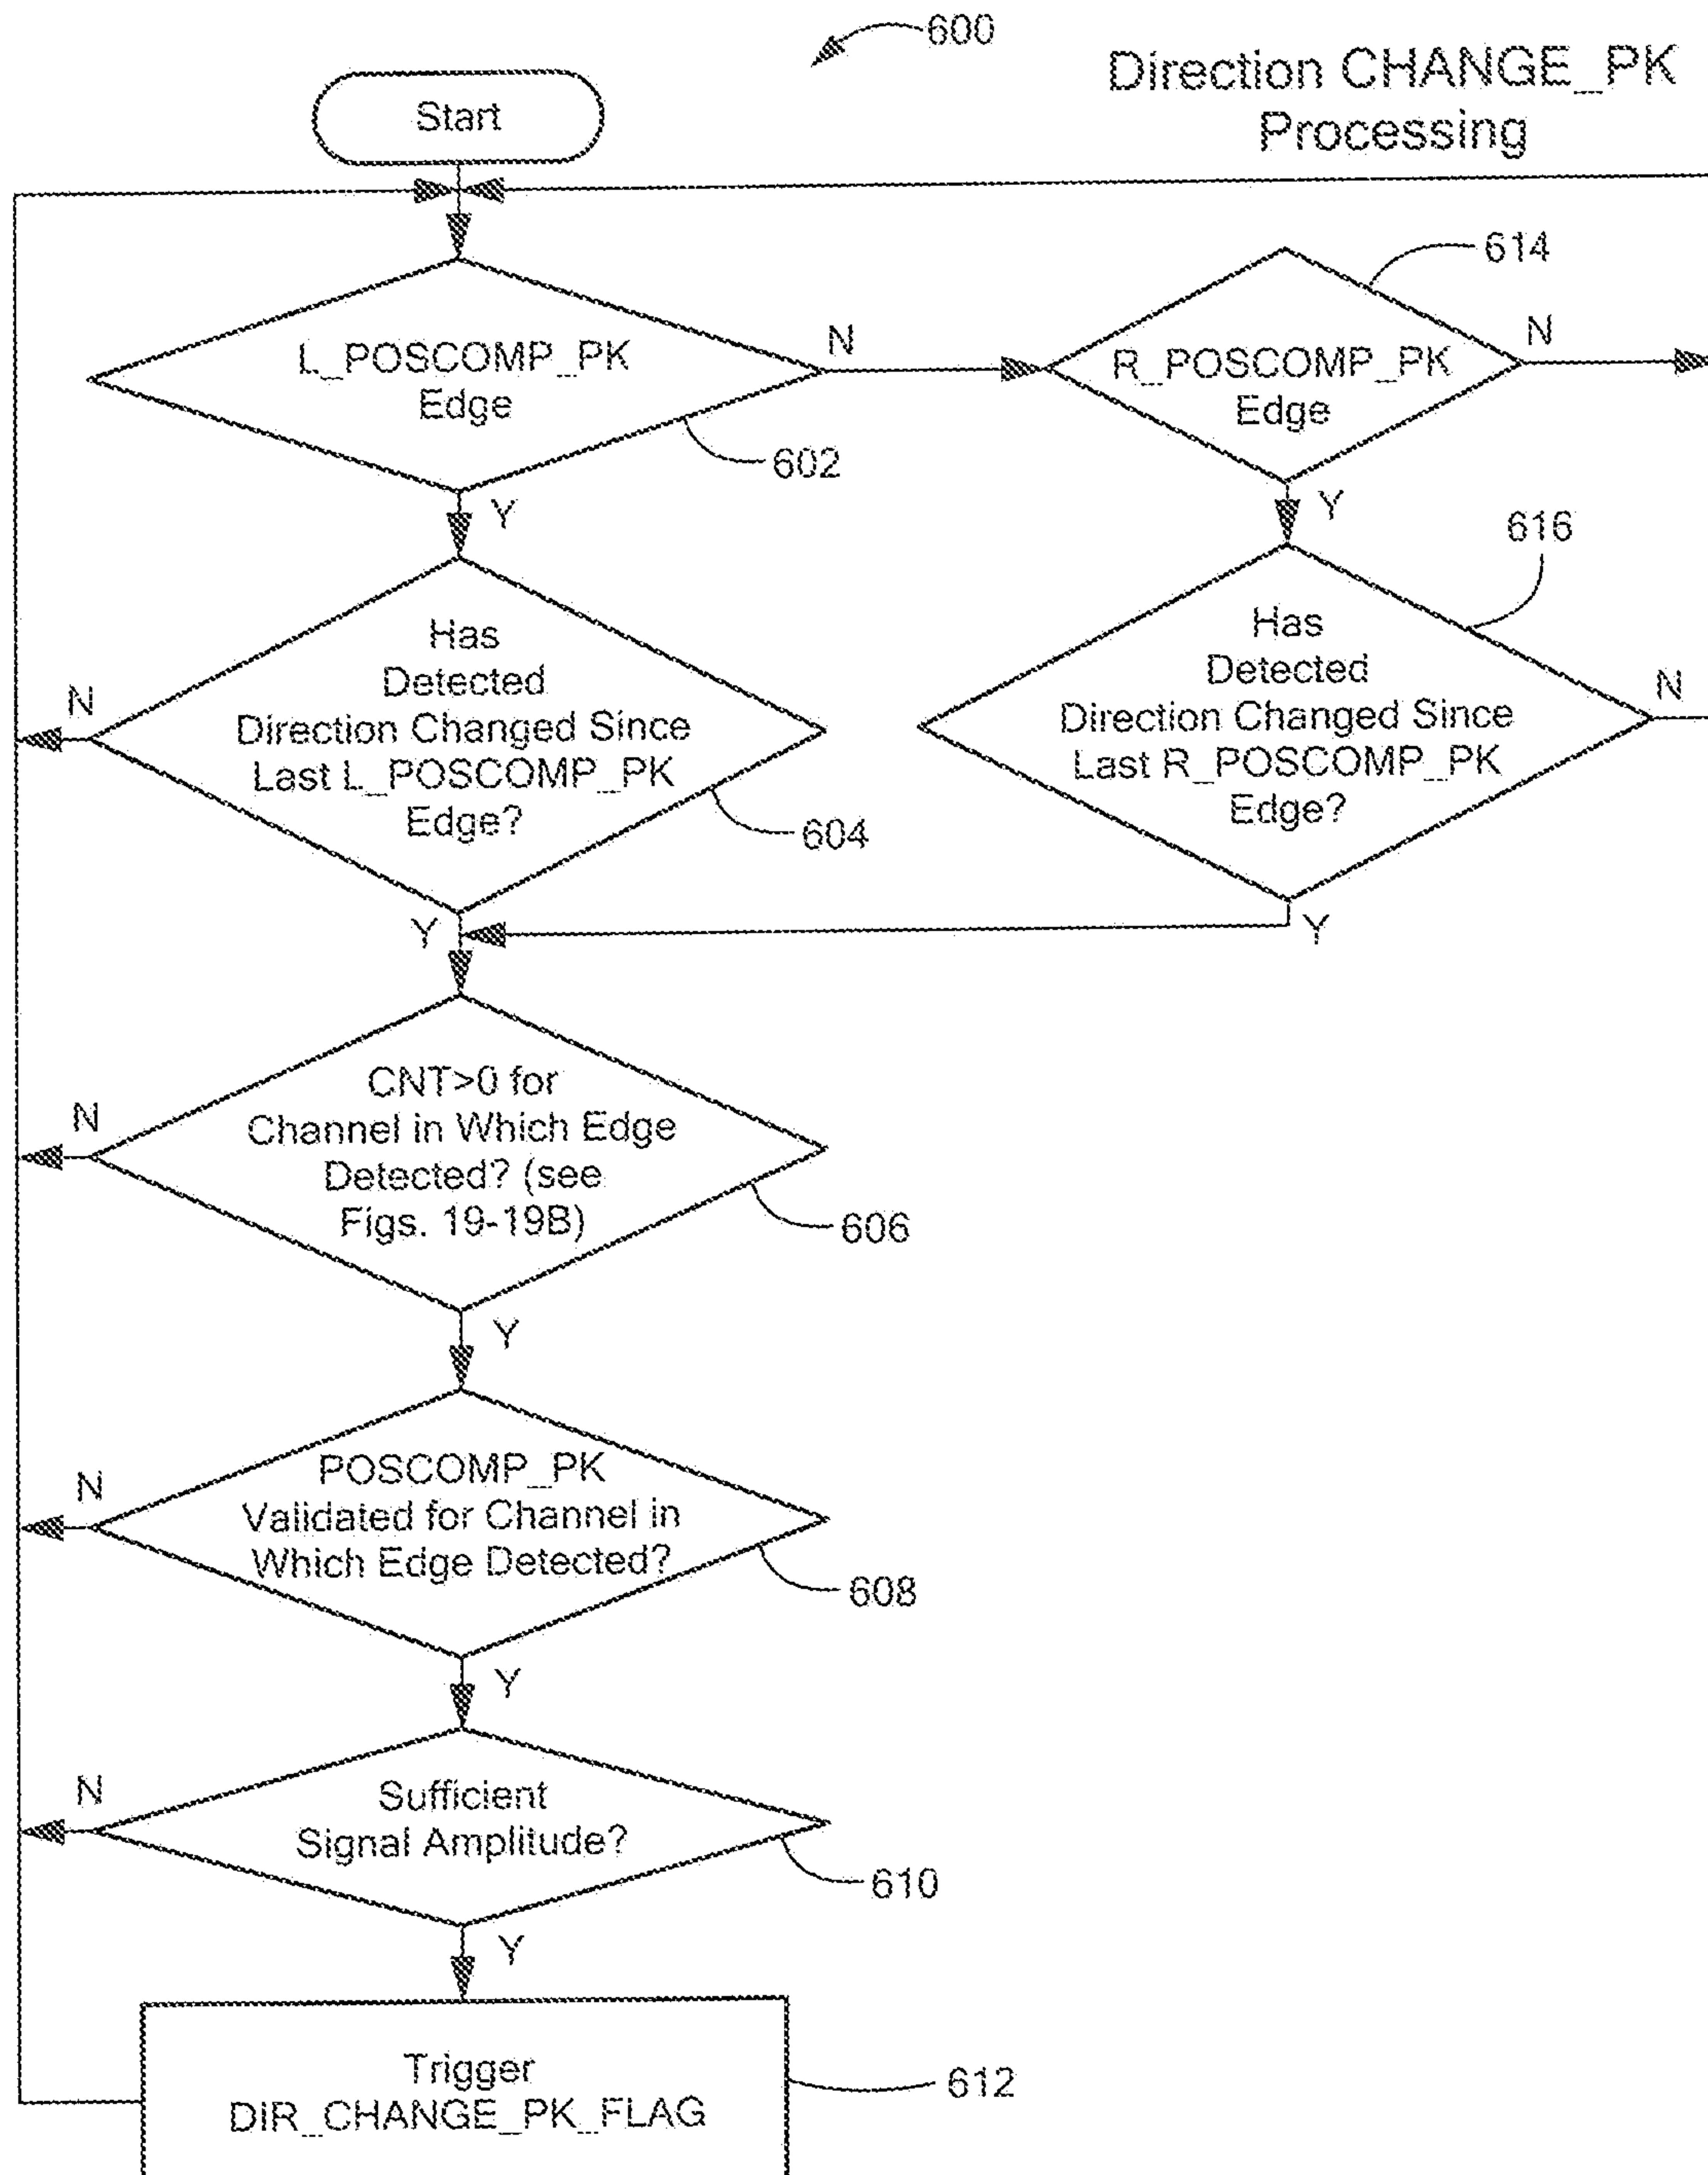 600
Direction CHANGE_PK
Processing
Start
L_POSCOMP_PK
Edge
N
602
Y
614
R_POSCOMP_PK
Edge
N
Y
616
Has
Detected
Direction Changed Since
Last L_POSCOMP_PK
Edge?
N
604
Y
Has
Detected
Direction Changed Since
Last R_POSCOMP_PK
Edge?
N
Y
CNT>0 for
Channel in Which Edge
Detected? (see
Figs. 19-19B)
N
606
Y
POSCOMP_PK
Validated for Channel in
Which Edge Detected?
N
608
Y
Sufficient
Signal Amplitude?
N
610
Y
Trigger
DIR_CHANGE_PK_FLAG
612